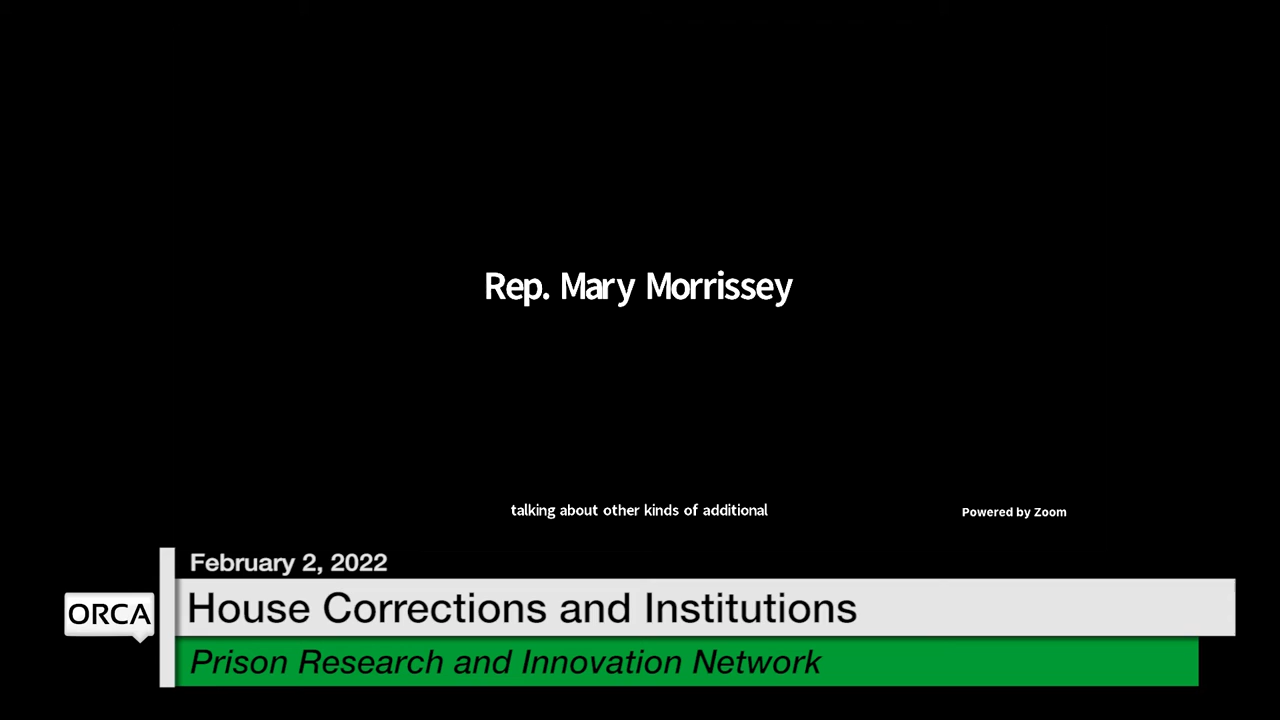 Rep. Mary Morrissey
talking about other kinds of additional
Powered by Zoom
February 2, 2022
House Corrections and Institutions
ORCA
Prison Research and Innovation Network